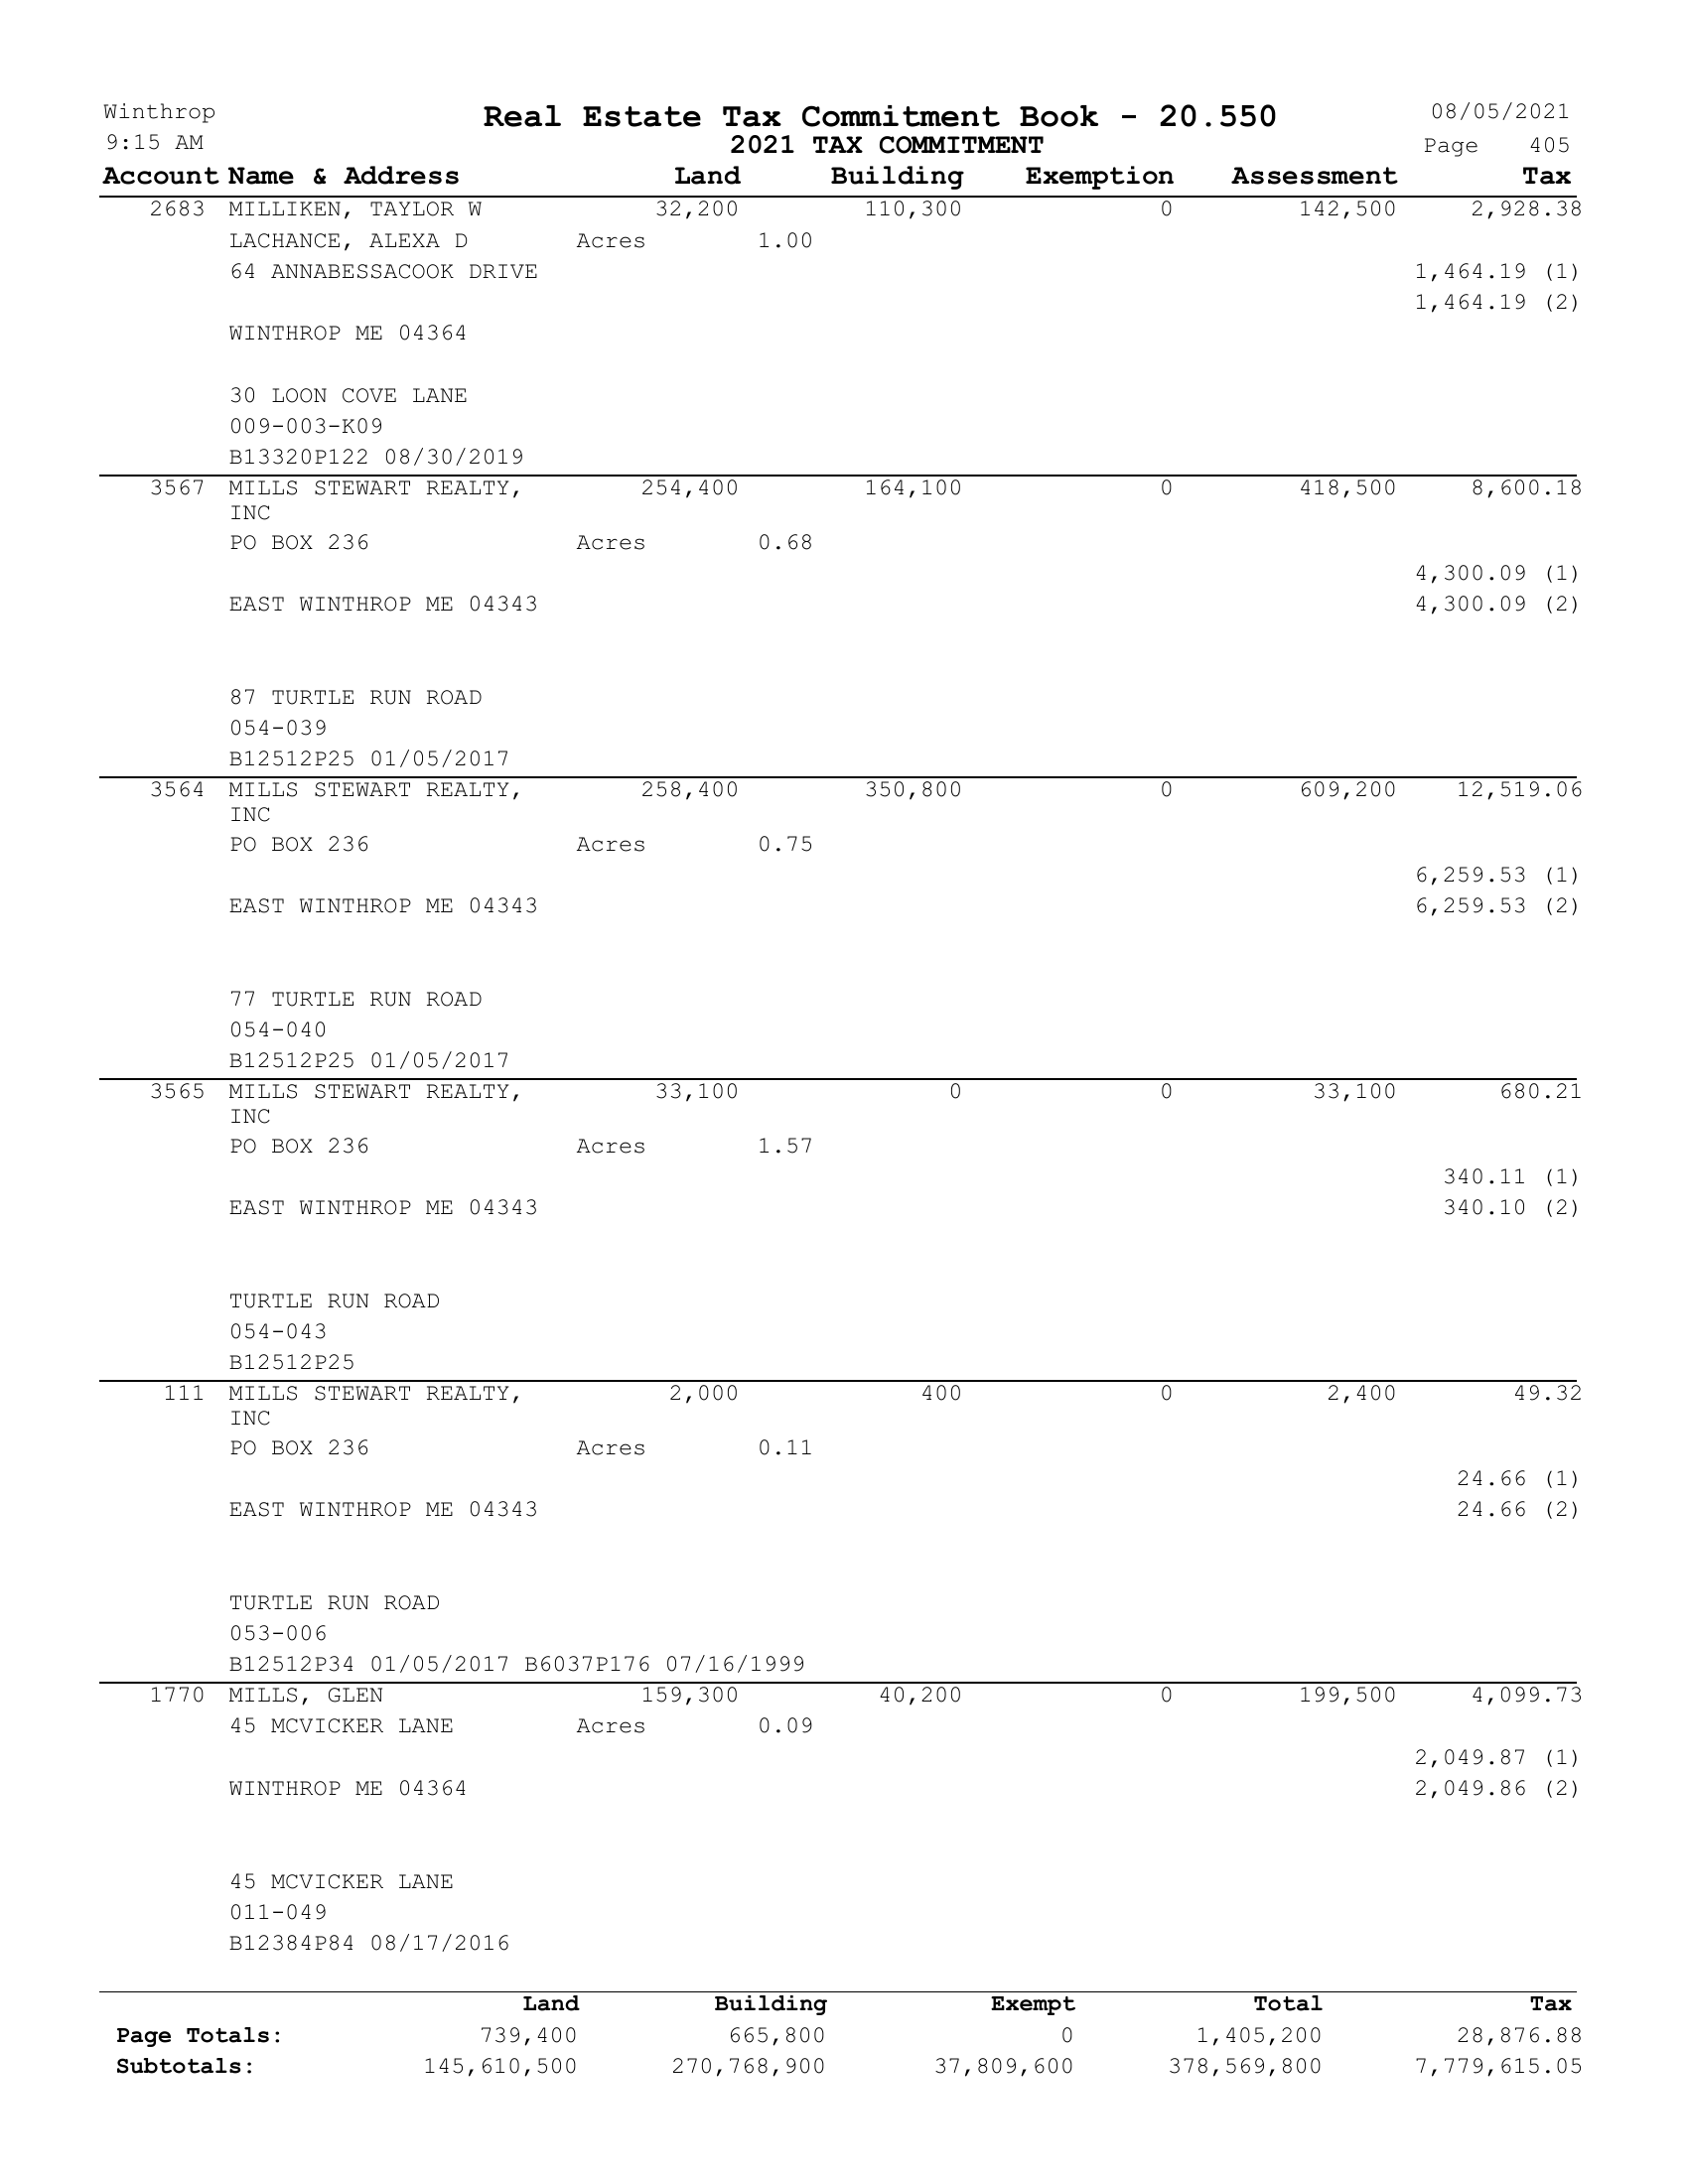 Winthrop Real Estate Tax Commitment Book - 20.550 08/05/2021
9:15 AM 2021 TAX COMMITMENT Page 405
Account Name & Address Land Building Exemption Assessment Tax
2683 MILLIKEN, TAYLOR W 32,200 110,300 0 142,500 2,928.38
LACHANCE, ALEXA D Acres 1.00
64 ANNABESSACOOK DRIVE 1,464.19 (1)
1,464.19 (2)
WINTHROP ME 04364
30 LOON COVE LANE
009-003-K09
B13320P122 08/30/2019
3567 MILLS STEWART REALTY, 254,400 164,100 0 418,500 8,600.18
INC
PO BOX 236 Acres 0.68
4,300.09 (1)
EAST WINTHROP ME 04343 4,300.09 (2)
87 TURTLE RUN ROAD
054-039
B12512P25 01/05/2017
3564 MILLS STEWART REALTY, 258,400 350,800 0 609,200 12,519.06
INC
PO BOX 236 Acres 0.75
6,259.53 (1)
EAST WINTHROP ME 04343 6,259.53 (2)
77 TURTLE RUN ROAD
054-040
B12512P25 01/05/2017
3565 MILLS STEWART REALTY, 33,100 0 0 33,100 680.21
INC
PO BOX 236 Acres 1.57
340.11 (1)
EAST WINTHROP ME 04343 340.10 (2)
TURTLE RUN ROAD
054-043
B12512P25
111 MILLS STEWART REALTY, 2,000 400 0 2,400 49.32
INC
PO BOX 236 Acres 0.11
24.66 (1)
EAST WINTHROP ME 04343 24.66 (2)
TURTLE RUN ROAD
053-006
B12512P34 01/05/2017 B6037P176 07/16/1999
1770 MILLS, GLEN 159,300 40,200 0 199,500 4,099.73
45 MCVICKER LANE Acres 0.09
2,049.87 (1)
WINTHROP ME 04364 2,049.86 (2)
45 MCVICKER LANE
011-049
B12384P84 08/17/2016
Land Building Exempt Total Tax
Page Totals: 739,400 665,800 0 1,405,200 28,876.88
Subtotals: 145,610,500 270,768,900 37,809,600 378,569,800 7,779,615.05